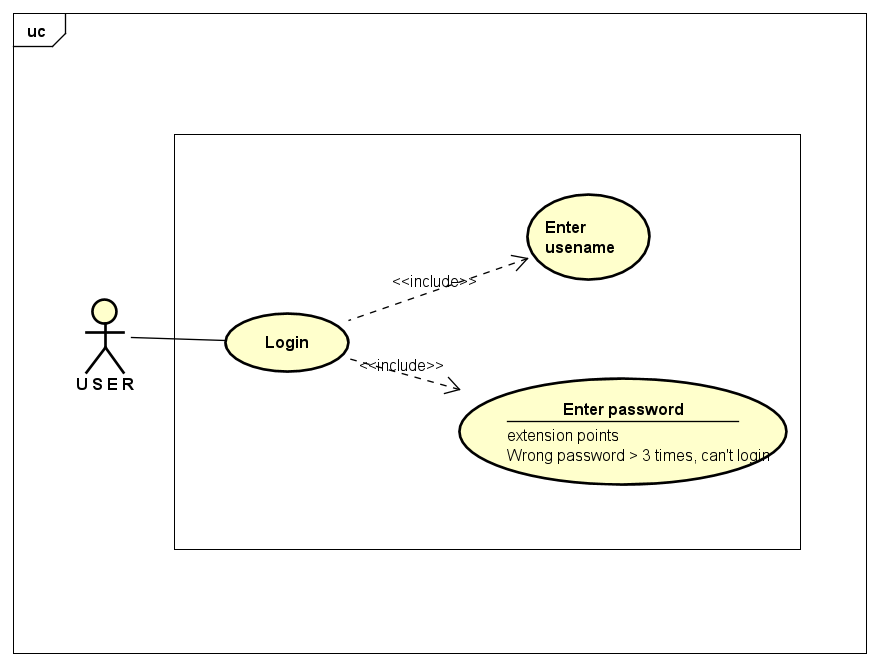 uc
Enter
usename
<<include>>
Login
<<include>>
USER
Enter password
extension points
Wrong password > 3 times, can't login